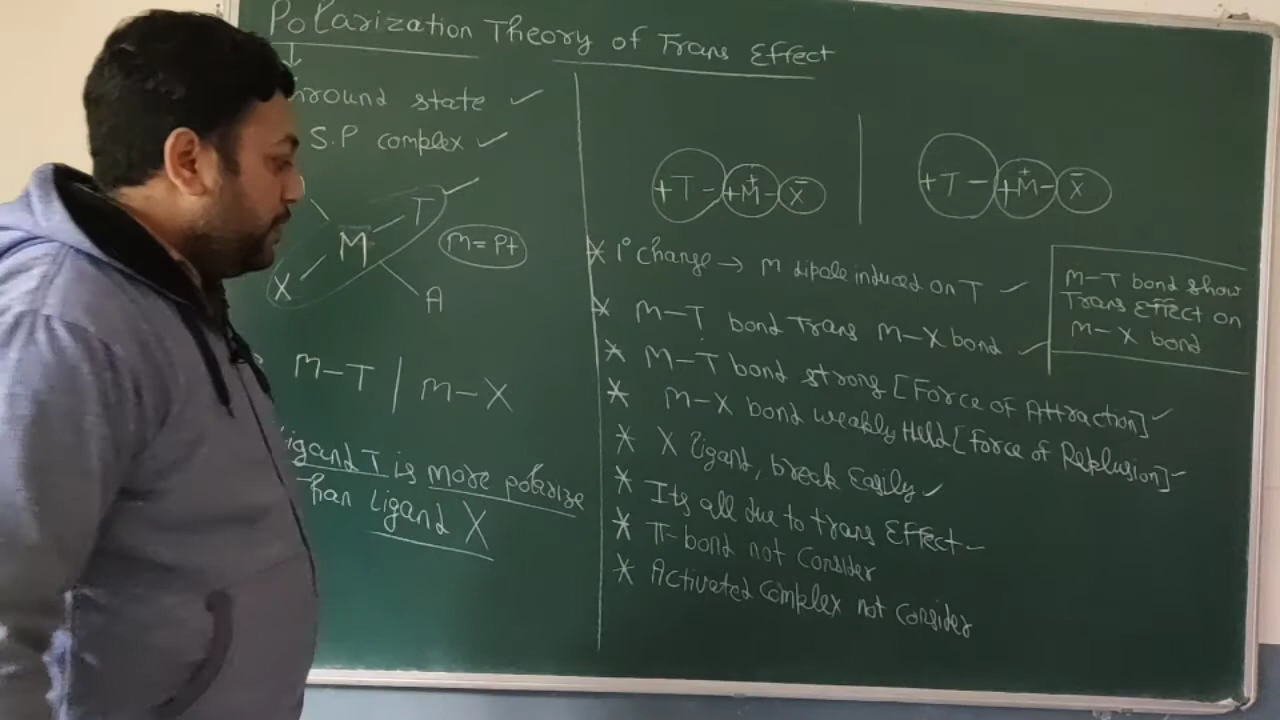 Polarization Theory of Trans Effect
↓
Ground state ✓
S.P complex ✓
M T
X A
M=Pt
M-T | M-X
Ligand T is more polarize
Than Ligand X
+T- +M+- X- | +T- +M+- X-
* 1° change → M dipole induced on T ✓
* M-T bond Trans M-X bond ✓
* M-T bond strong [Force of Attraction] ✓
* M-X bond weakly Held [Force of Replusion] ✓
* X ligand, break Easily ✓
* Its all due to trans Effect ✓
* π-bond not Consider
* Activated Complex not Consider
M-T bond show
Trans Effect on
M-X bond